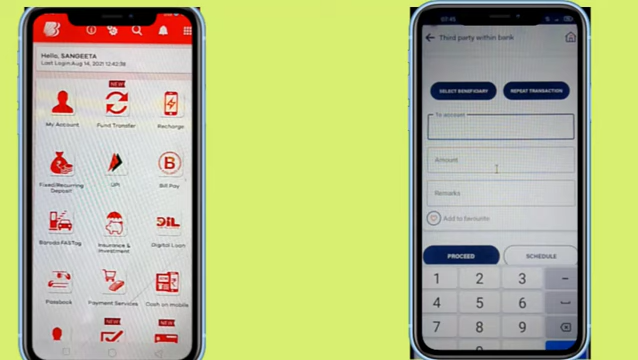 Hello, SANGEETA
Last Login:Aug 14, 2021 12:42:38
NEW
My Account
Fund Transfer
Recharge
Fixed/Recurring
Deposit
UPI
Bill Pay
Baroda FASTag
Insurance &
Investment
Digital Loan
Passbook
Payment Services
Cash on mobile
NEW
NEW
07:45
Third party within bank
SELECT BENEFICIARY
REPEAT TRANSACTION
To account
Amount
Remarks
Add to favourite
PROCEED
SCHEDULE
1 2 3 -
4 5 6
7 8 9